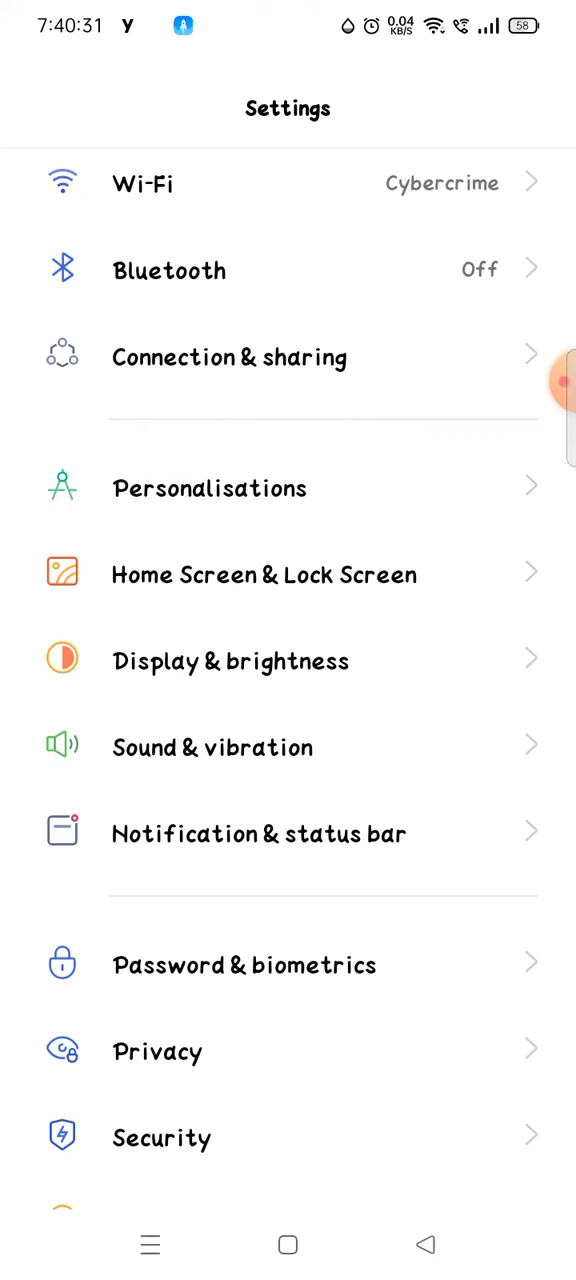 7:40:31 y 0.04 KB/S 58
Settings
Wi-Fi Cybercrime
Bluetooth Off
Connection & sharing
Personalisations
Home Screen & Lock Screen
Display & brightness
Sound & vibration
Notification & status bar
Password & biometrics
Privacy
Security